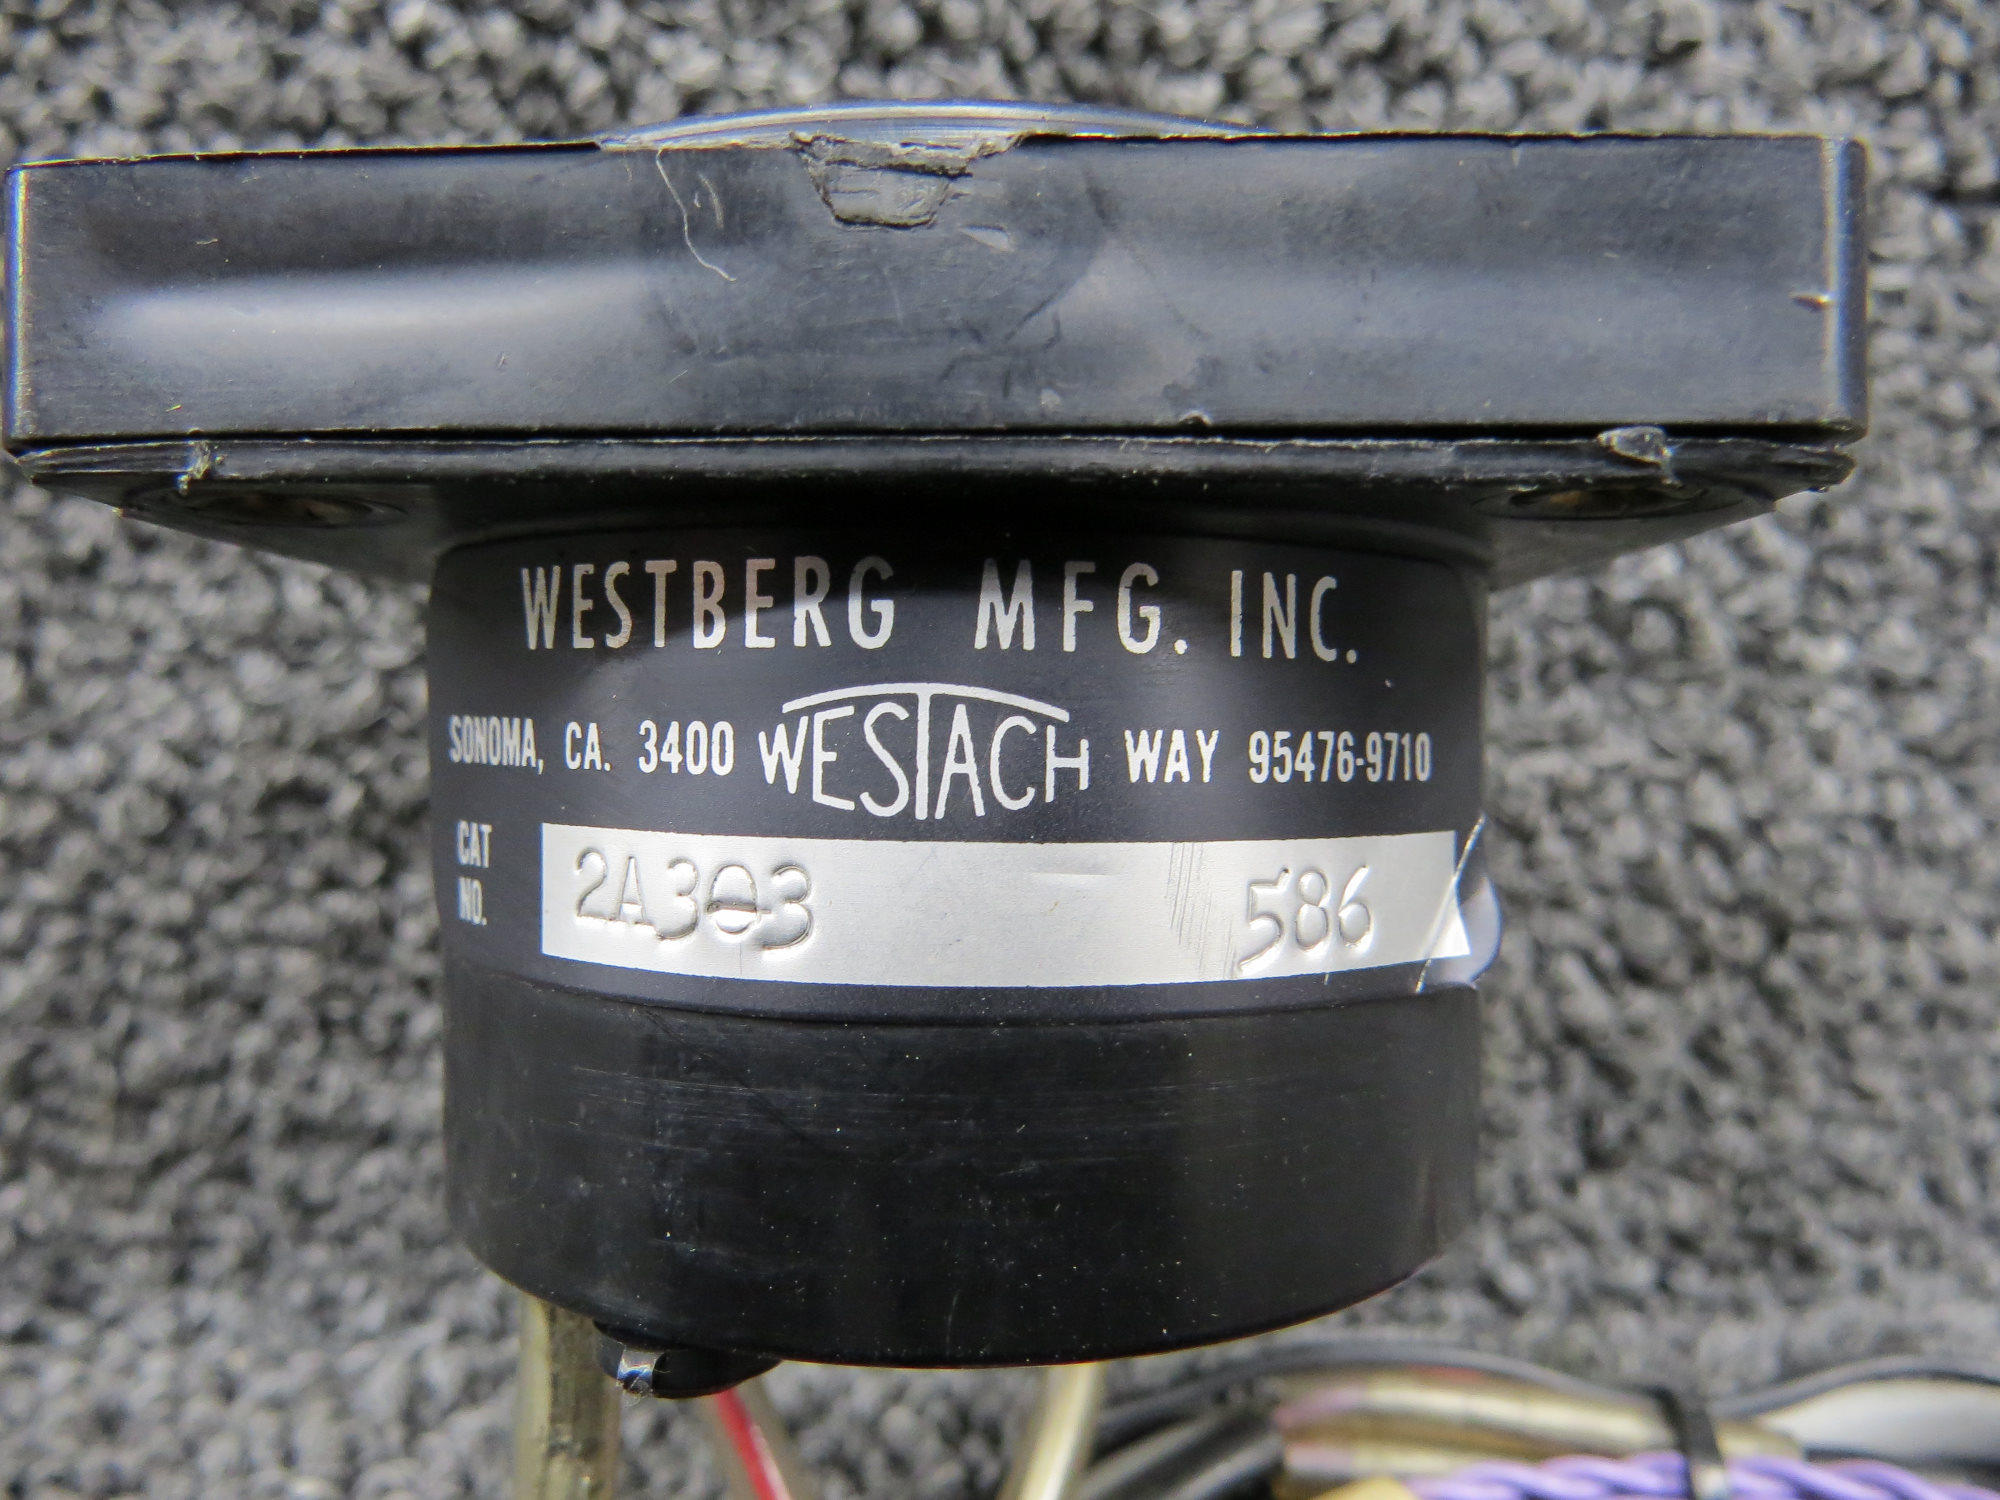 WESTBERG MFG. INC.
SONOMA, CA. 3400 WESTACH WAY 95476-9710
CAT NO. 2A303 586